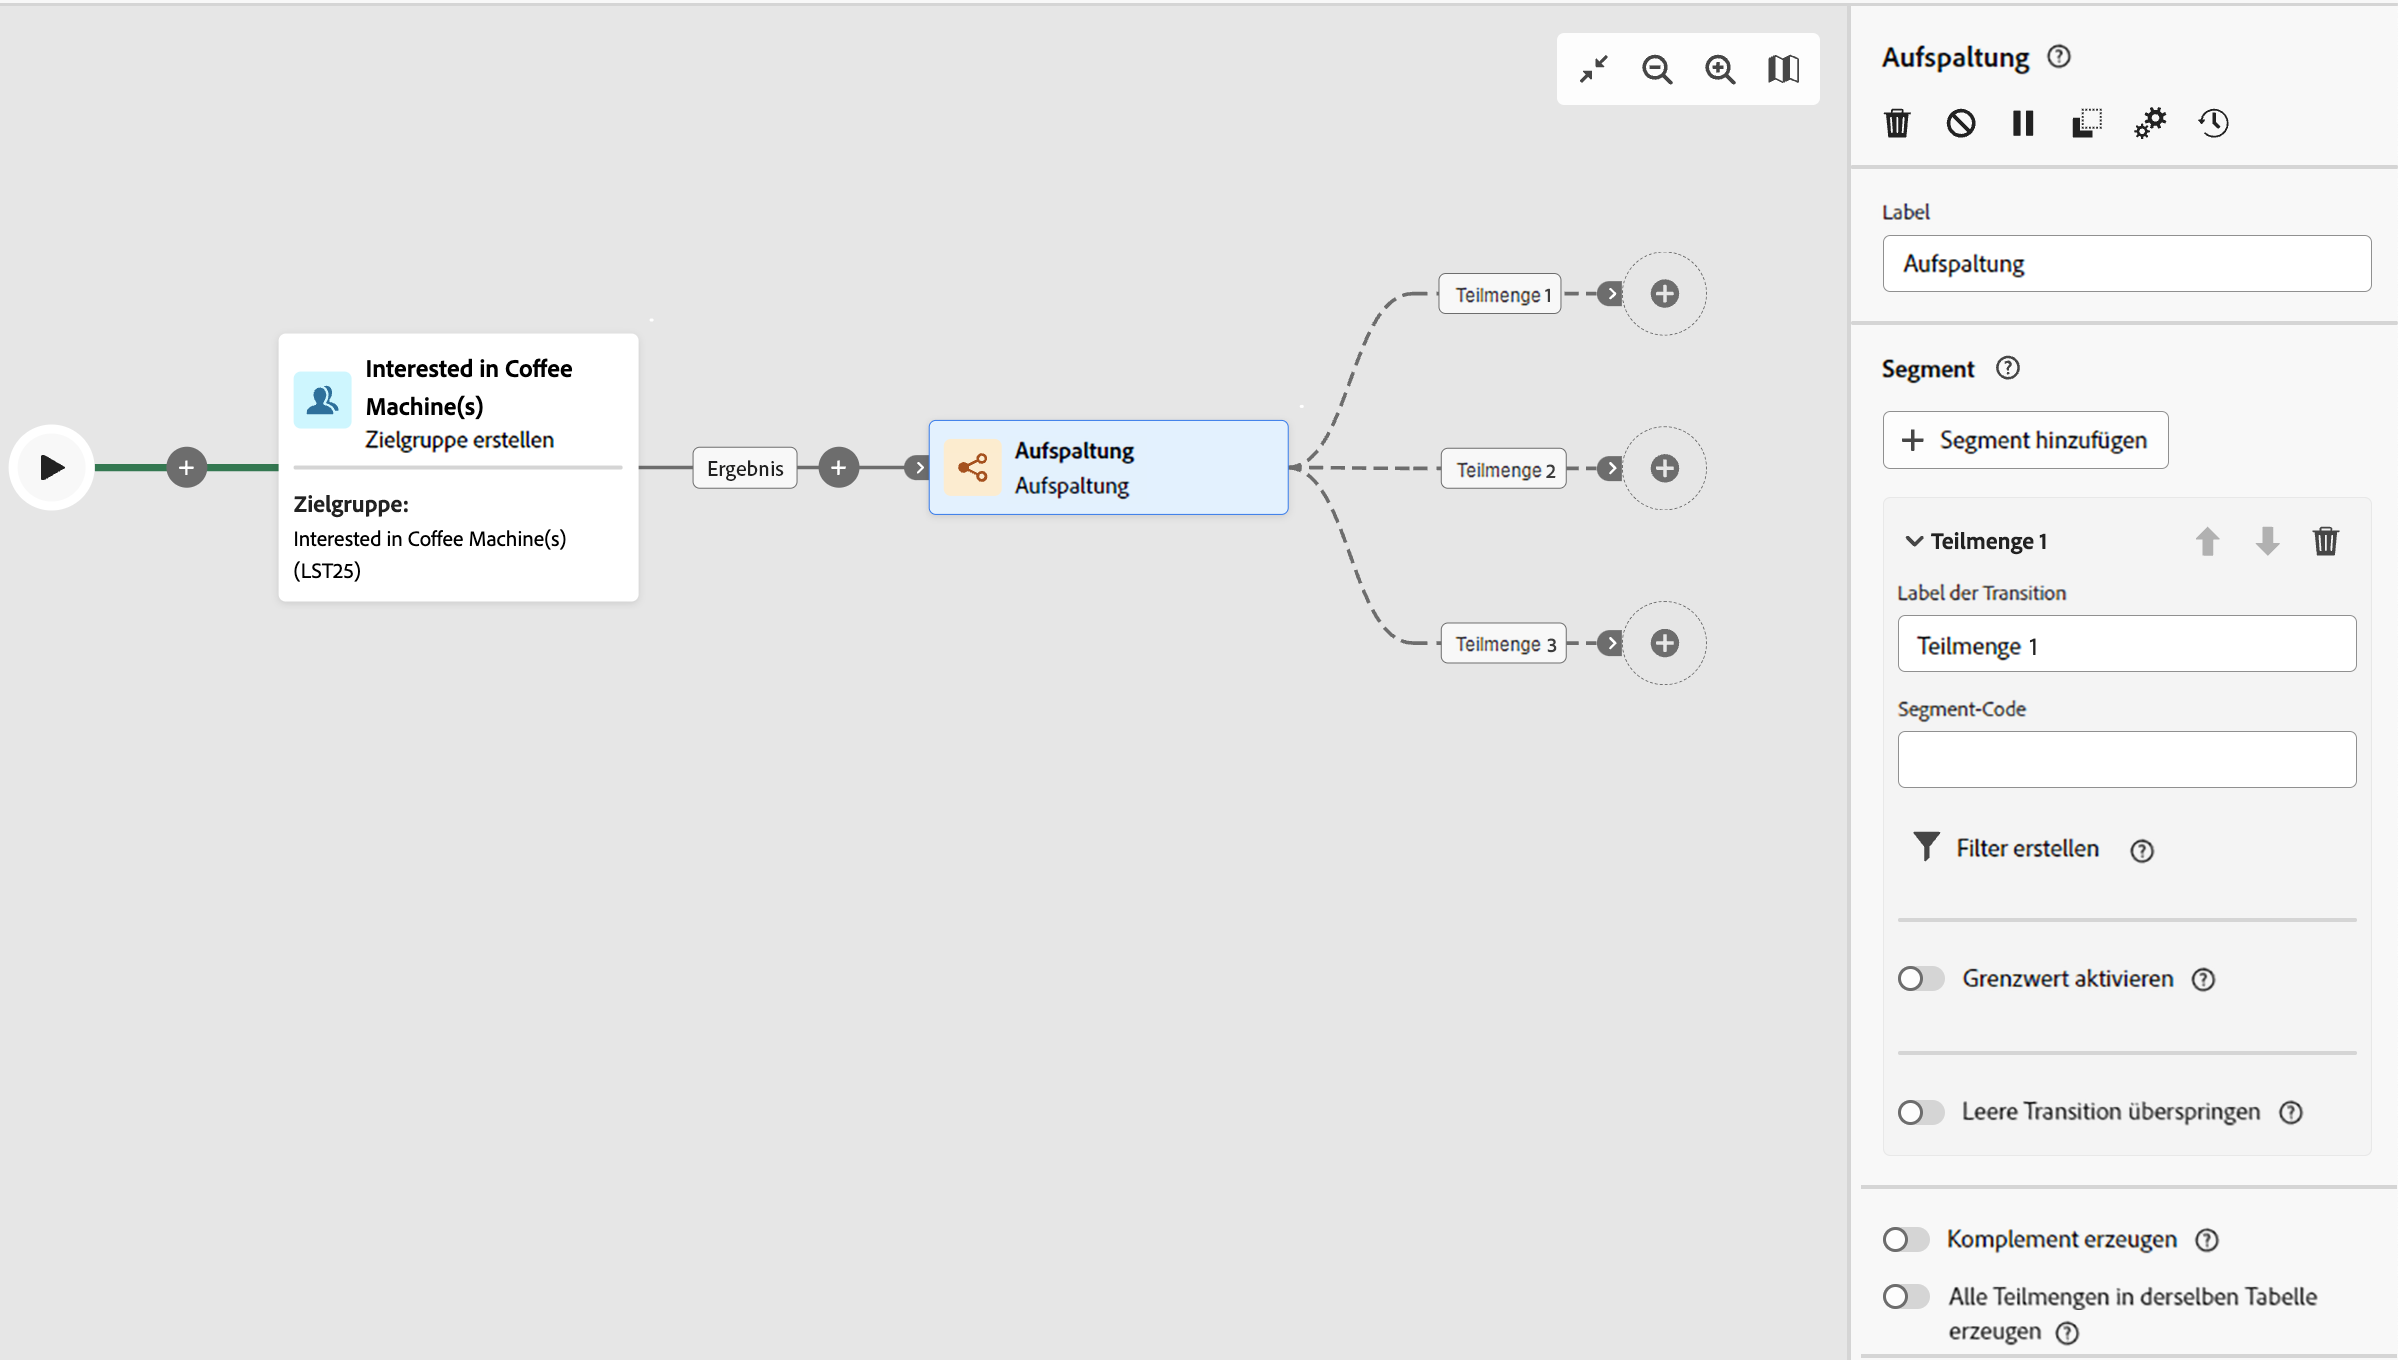 Interested in Coffee
Machine(s)
Zielgruppe erstellen
Zielgruppe:
Interested in Coffee Machine(s)
(LST25)
Ergebnis
Aufspaltung
Aufspaltung
Teilmenge 1
Teilmenge 2
Teilmenge 3
Aufspaltung
Label
Aufspaltung
Segment
Segment hinzufügen
Teilmenge 1
Label der Transition
Teilmenge 1
Segment-Code
Filter erstellen
Grenzwert aktivieren
Leere Transition überspringen
Komplement erzeugen
Alle Teilmengen in derselben Tabelle
erzeugen